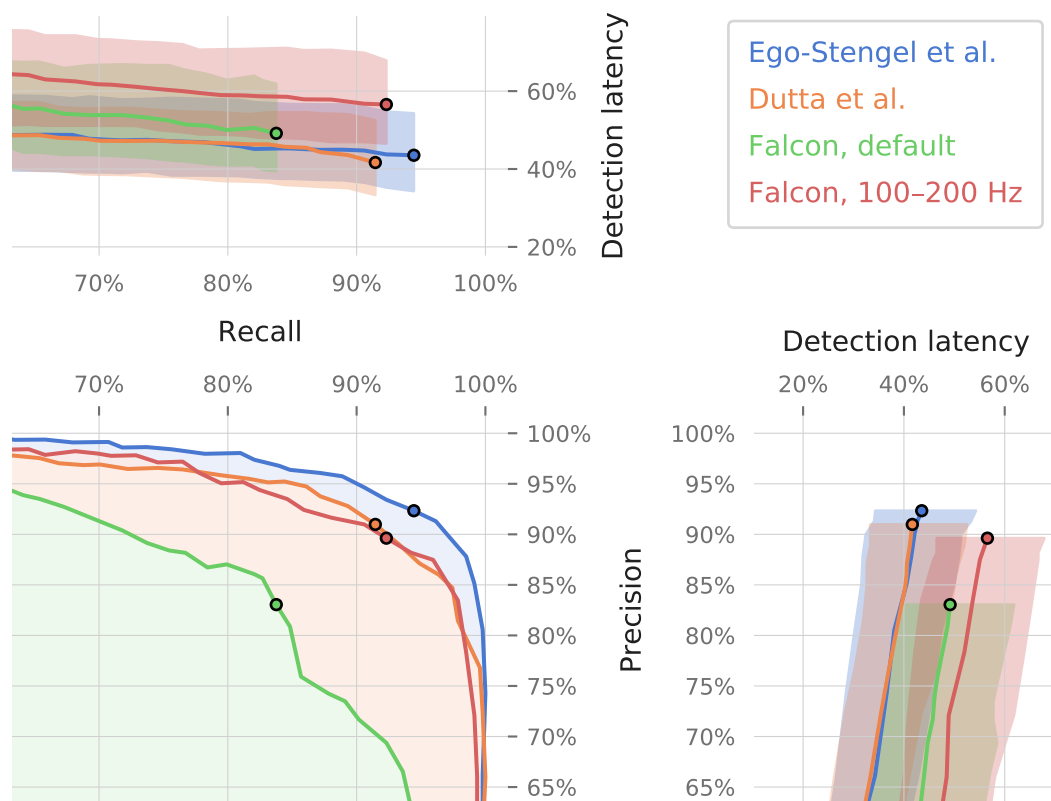 60%
40%
20%
Detection latency
70% 80% 90% 100%
Recall
Ego-Stengel et al.
Dutta et al.
Falcon, default
Falcon, 100–200 Hz
70% 80% 90% 100%
100%
95%
90%
85%
80%
75%
70%
65%
Precision
Detection latency
20% 40% 60%
100%
95%
90%
85%
80%
75%
70%
65%